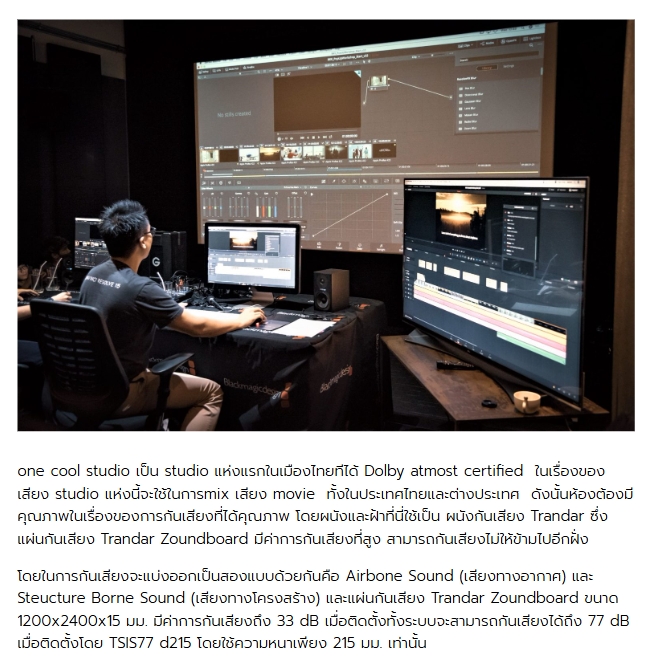 Blackmagicdesign
one cool studio เป็น studio แห่งแรกในเมืองไทยที่ได้ Dolby atmost certified ในเรื่องของ
เสียง studio แห่งนี้จะใช้ในการmix เสียง movie ทั้งในประเทศไทยและต่างประเทศ ดังนั้นห้องต้องมี
คุณภาพในเรื่องของการกันเสียงที่ได้คุณภาพ โดยผนังและฝ้าที่นี่ใช้เป็น ผนังกันเสียง Trandar ซึ่ง
แผ่นกันเสียง Trandar Zoundboard มีค่าการกันเสียงที่สูง สามารถกันเสียงไม่ให้ข้ามไปอีกฝั่ง
โดยในการกันเสียงจะแบ่งออกเป็นสองแบบด้วยกันคือ Airbone Sound (เสียงทางอากาศ) และ
Steucture Borne Sound (เสียงทางโครงสร้าง) และแผ่นกันเสียง Trandar Zoundboard ขนาด
1200x2400x15 มม. มีค่าการกันเสียงถึง 33 dB เมื่อติดตั้งทั้งระบบจะสามารถกันเสียงได้ถึง 77 dB
เมื่อติดตั้งโดย TSIS77 d215 โดยใช้ความหนาเพียง 215 มม. เท่านั้น